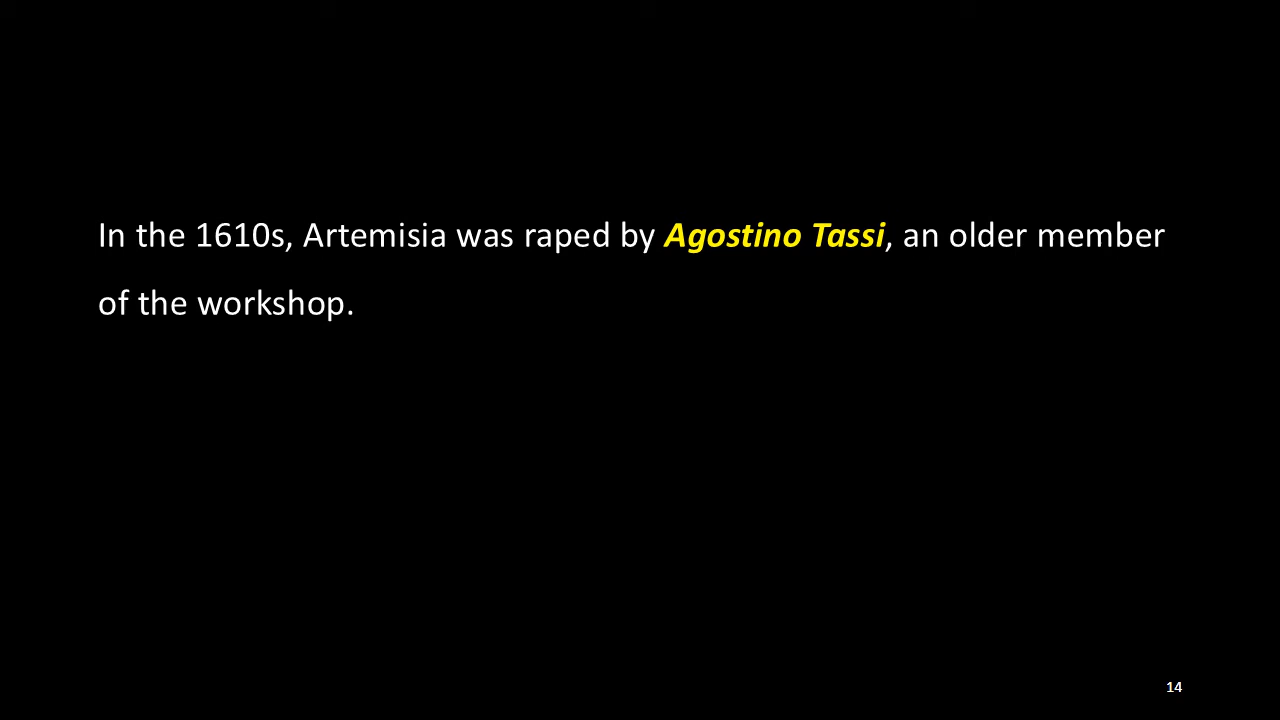 In the 1610s, Artemisia was raped by Agostino Tassi, an older member
of the workshop.
14